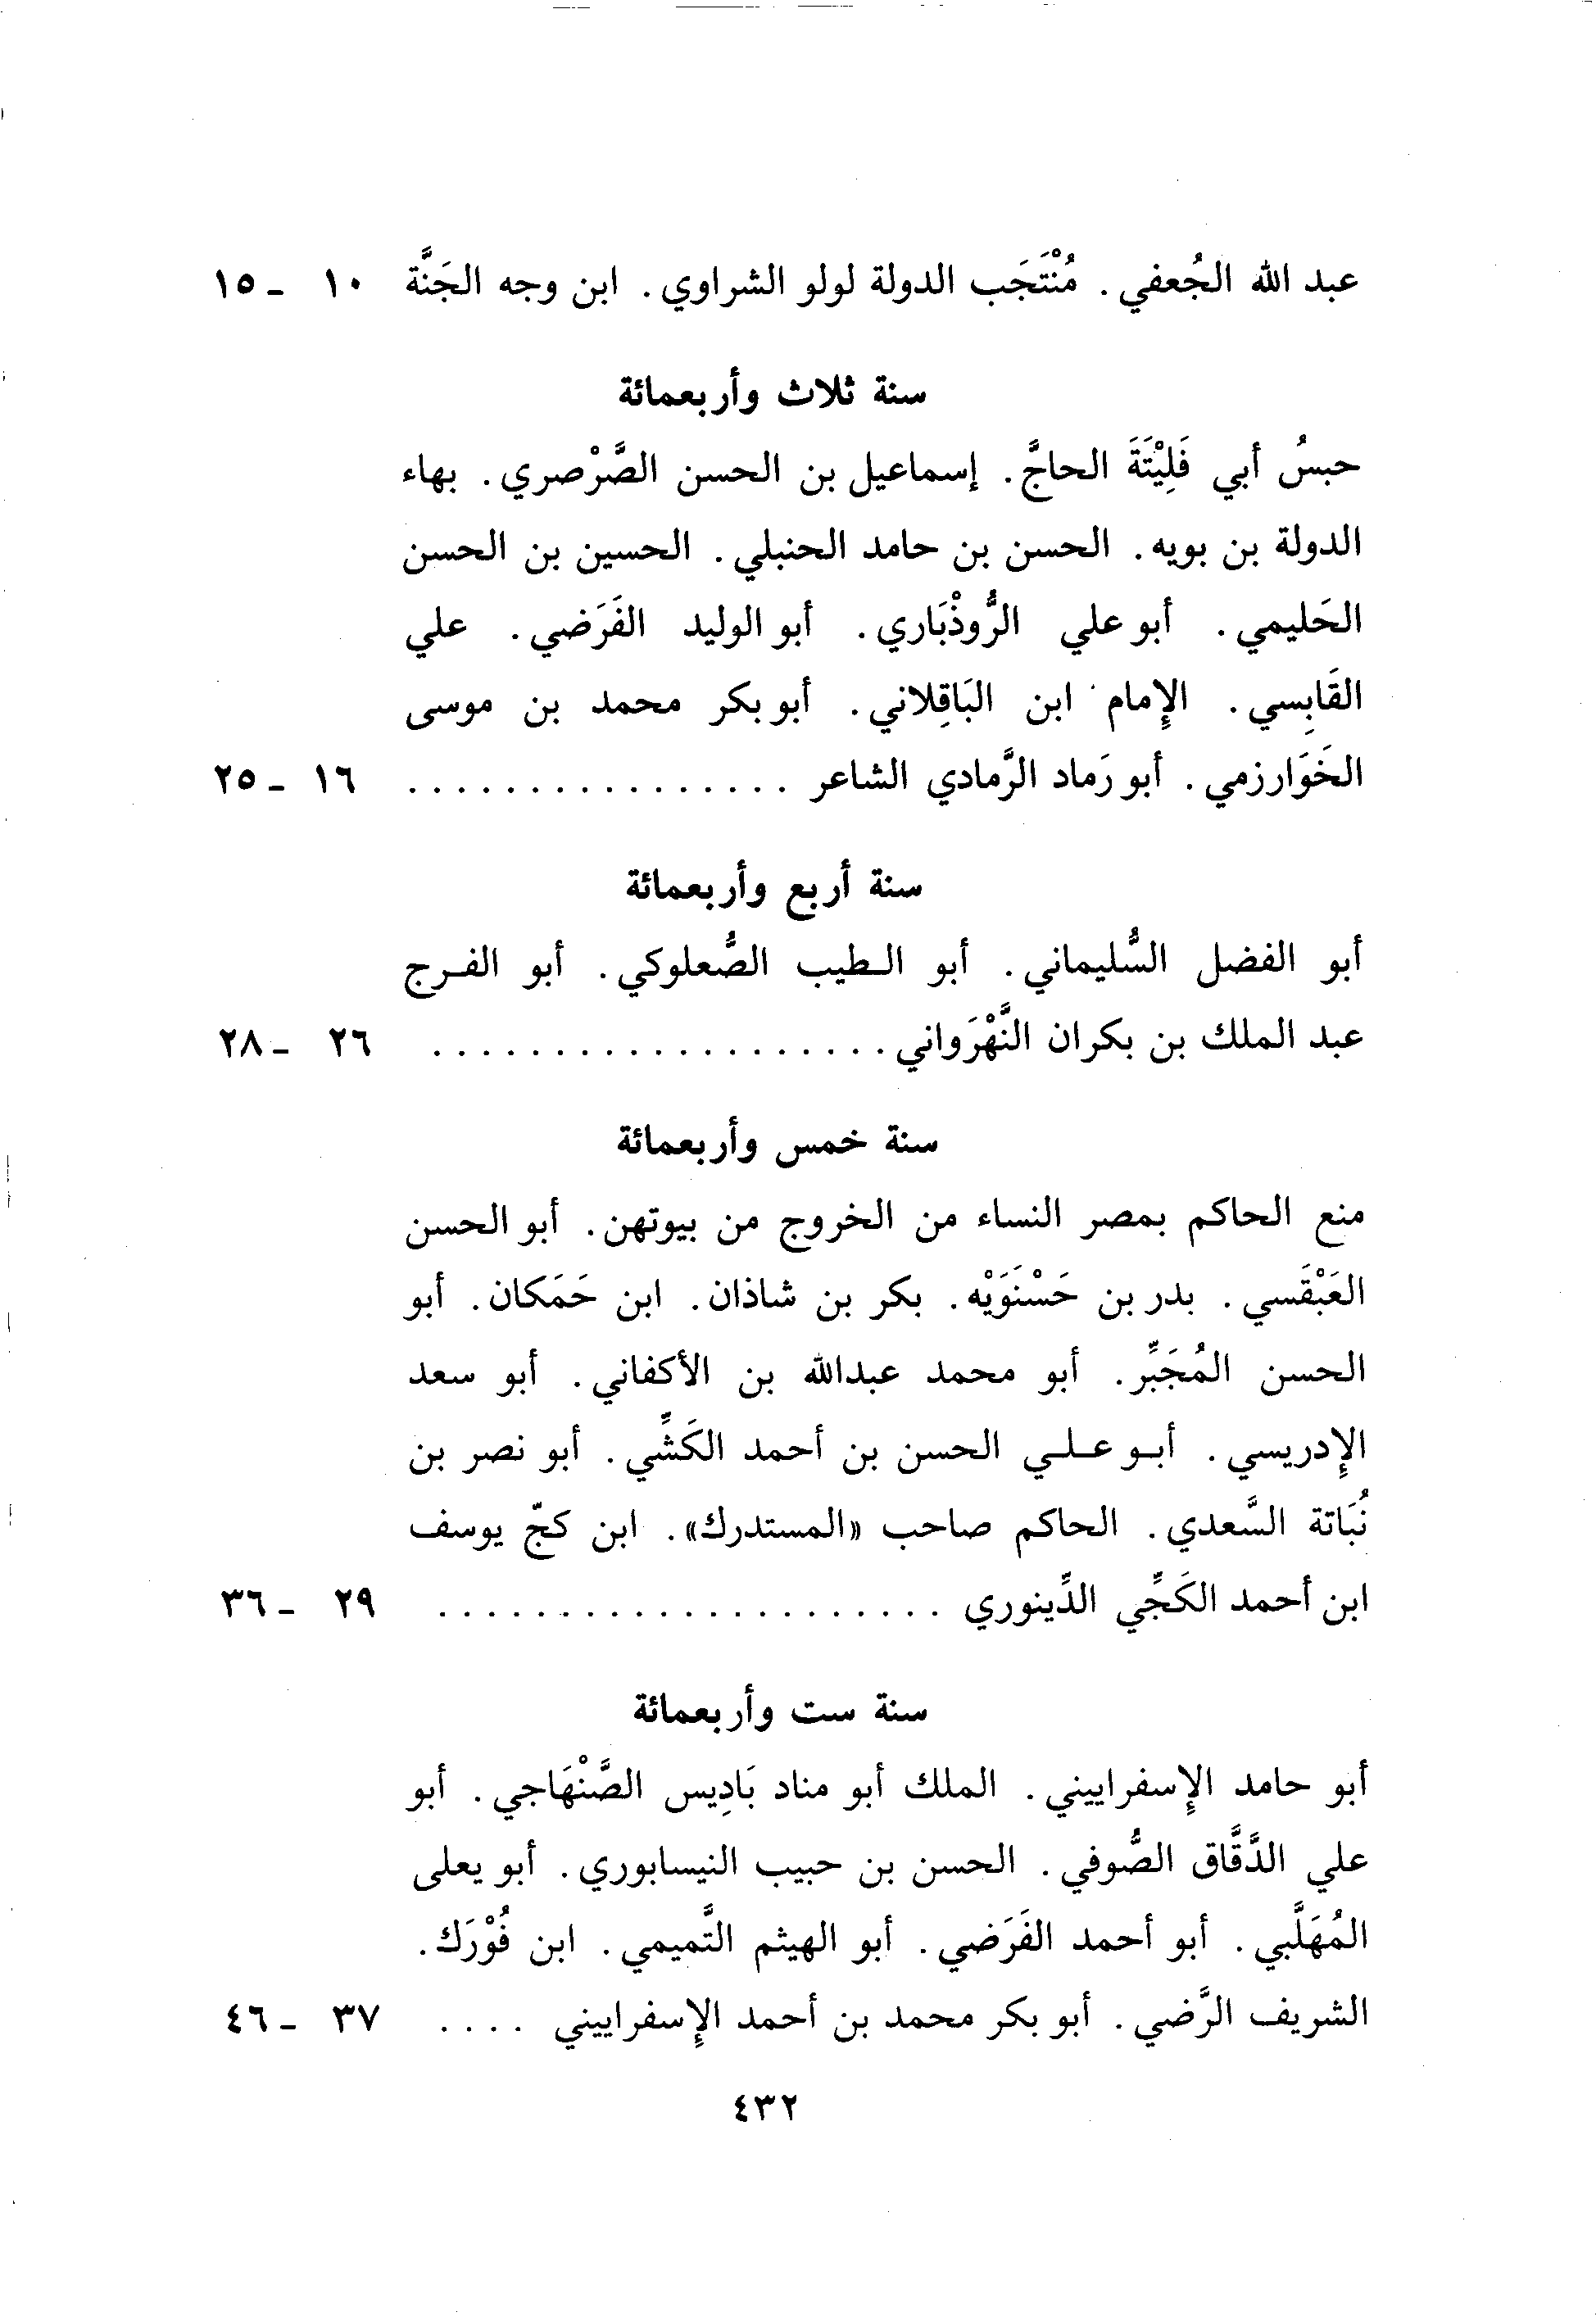 عبد الله الجُعفي. مُنْتَجَب الدولة لولو الشراوي. ابن وجه الجَنَّة ١٠ - ١٥
سنة ثلاث وأربعمائة
حبسُ أبي فَلِيْتَةَ الحاجَّ. إسماعيل بن الحسن الصَّرْصري. بهاء
الدولة بن بويه. الحسن بن حامد الحنبلي. الحسين بن الحسن
الحَليمي. أبو علي الرُّوذْبَاري. أبو الوليد الفَرَضي. علي
القَابِسي. الإمام ابن البَاقِلاني. أبو بكر محمد بن موسى
الخَوَارزمي. أبو رَماد الرَّمادي الشاعر ................ ١٦ - ٢٥
سنة أربع وأربعمائة
أبو الفضل السُّليماني. أبو الـطيب الصُّعلوكي. أبو الفـرج
عبد الملك بن بكران النَّهْرَواني................... ٢٦ - ٢٨
سنة خمس وأربعمائة
منع الحاكم بمصر النساء من الخروج من بيوتهن. أبو الحسن
العَبْقَسي. بدر بن حَسْنَوَيْه. بكر بن شاذان. ابن حَمَكان. أبو
الحسن المُجَبِّر. أبو محمد عبدالله بن الأكفاني. أبو سعد
الإدريسي. أبـو عـلـي الحسن بن أحمد الكَشِّي. أبو نصر بن
نُبَاتة السَّعدي. الحاكم صاحب «المستدرك». ابن كجّ يوسف
ابن أحمد الكَجِّي الدِّينوري ..................... ٢٩ - ٣٦
سنة ست وأربعمائة
أبو حامد الإسفراييني. الملك أبو مناد بَادِيس الصَّنْهَاجي. أبو
علي الدَّقَّاق الصُّوفي. الحسن بن حبيب النيسابوري. أبو يعلى
المُهَلَّبي. أبو أحمد الفَرَضي. أبو الهيثم التَّميمي. ابن فُوْرَك.
الشريف الرَّضي. أبو بكر محمد بن أحمد الإسفراييني .... ٣٧ - ٤٦
٤٣٢